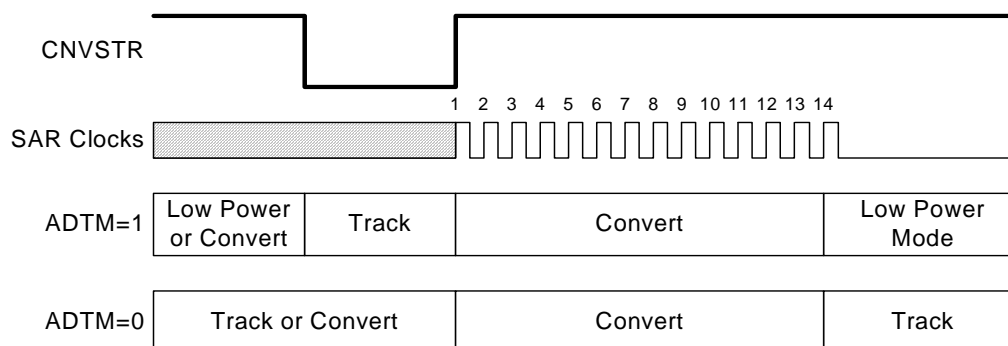 CNVSTR
1 2 3 4 5 6 7 8 9 10 11 12 13 14
SAR Clocks
ADTM=1
Low Power
or Convert
Track
Convert
Low Power
Mode
ADTM=0
Track or Convert
Convert
Track